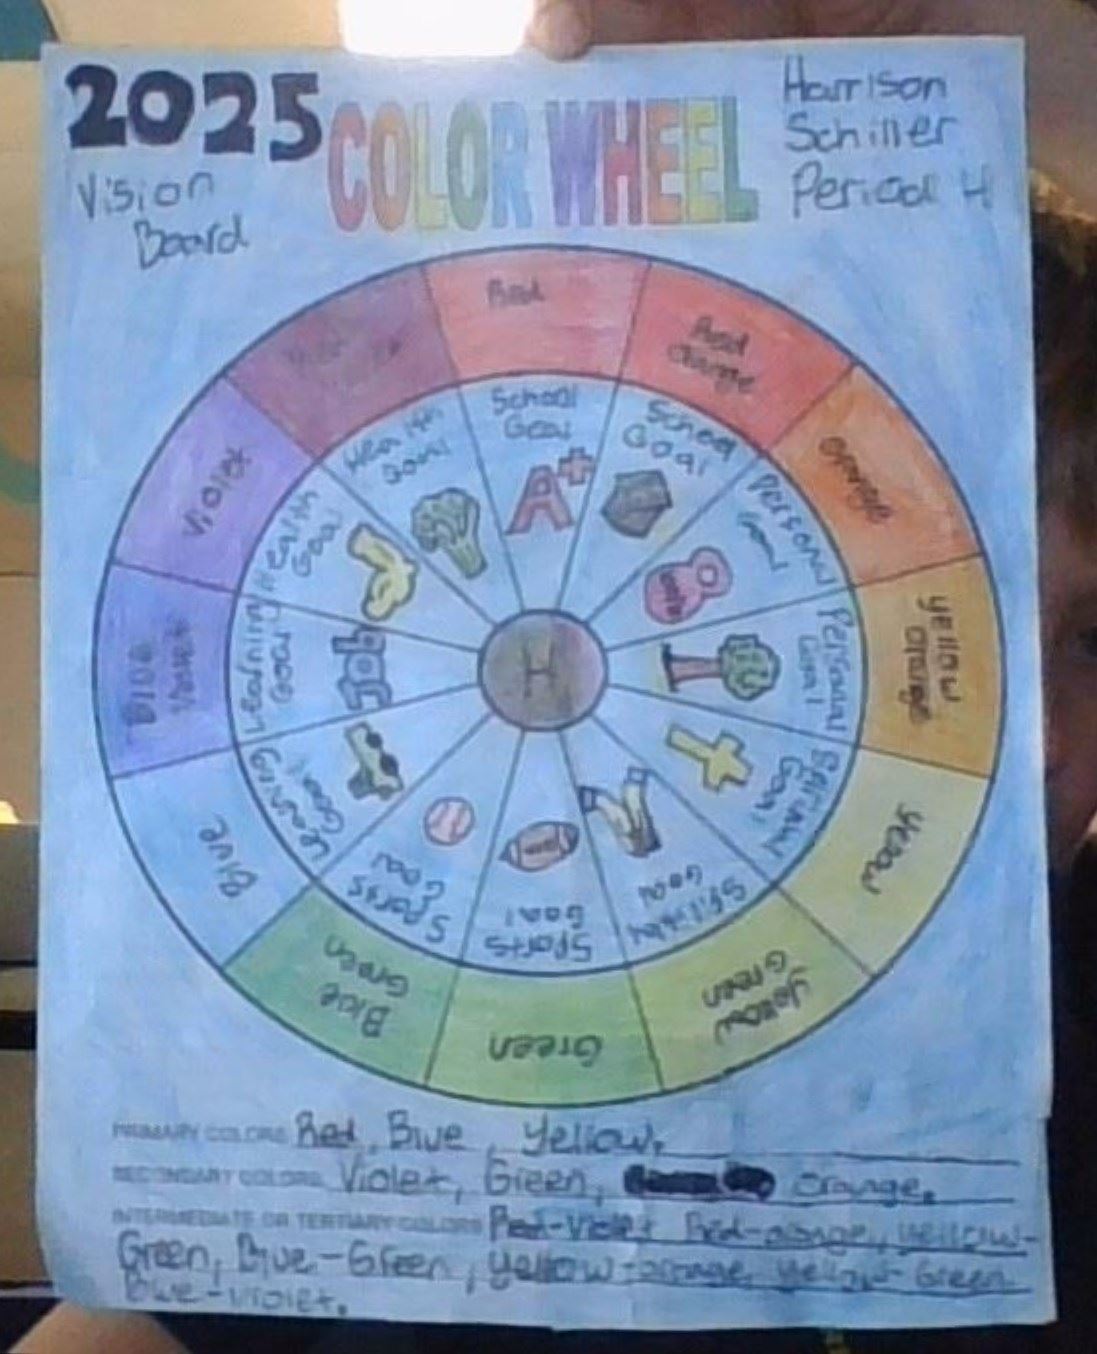 2025
Vision
Board
COLOR WHEEL
Harrison
Schiller
Period 4
Red
Red
Orange
Orange
Yellow
Orange
Yellow
Green
Green
Blue
Green
Blue
Blue
Violet
Violet
School
Goal
School
Goal
Personal
Goal
Personal
Goal
Goal
Goal
Sports
Goal
Sports
Goal
Learning
Goal
Learning
Goal
Health
Goal
Health
Goal
A+
Job
H
PRIMARY COLORS Red, Blue, Yellow.
SECONDARY COLORS Violet, Green, orange.
INTERMEDIATE OR TERTIARY COLORS Red-Violet Red-orange, yellow-
Green, Blue-Green, yellow-orange, yellow-Green
Blue-violet.